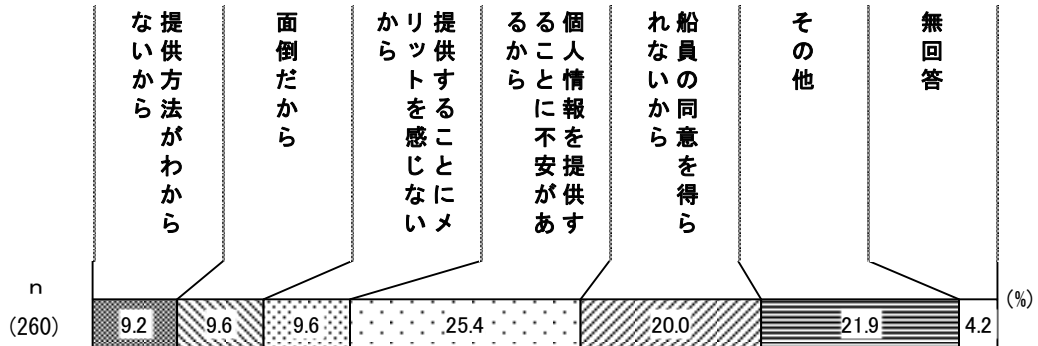 提供方法がわから
ないから
面倒だから
提供することにメ
リットを感じない
から
個人情報を提供す
ることに不安があ
るから
船員の同意を得ら
れないから
その他
無回答
(%)
n
(260)
9.2
9.6
9.6
25.4
20.0
21.9
4.2